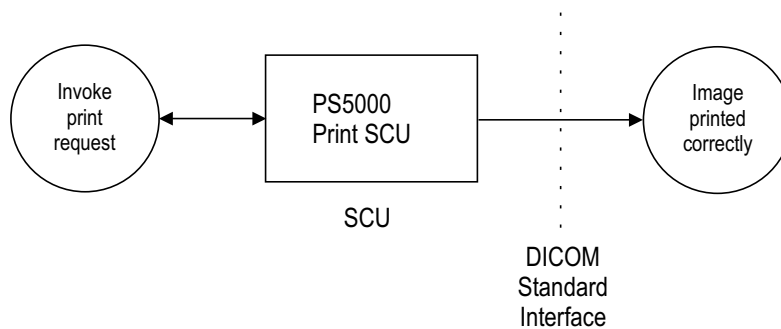 Invoke
print
request
PS5000
Print SCU
SCU
Image
printed
correctly
DICOM
Standard
Interface